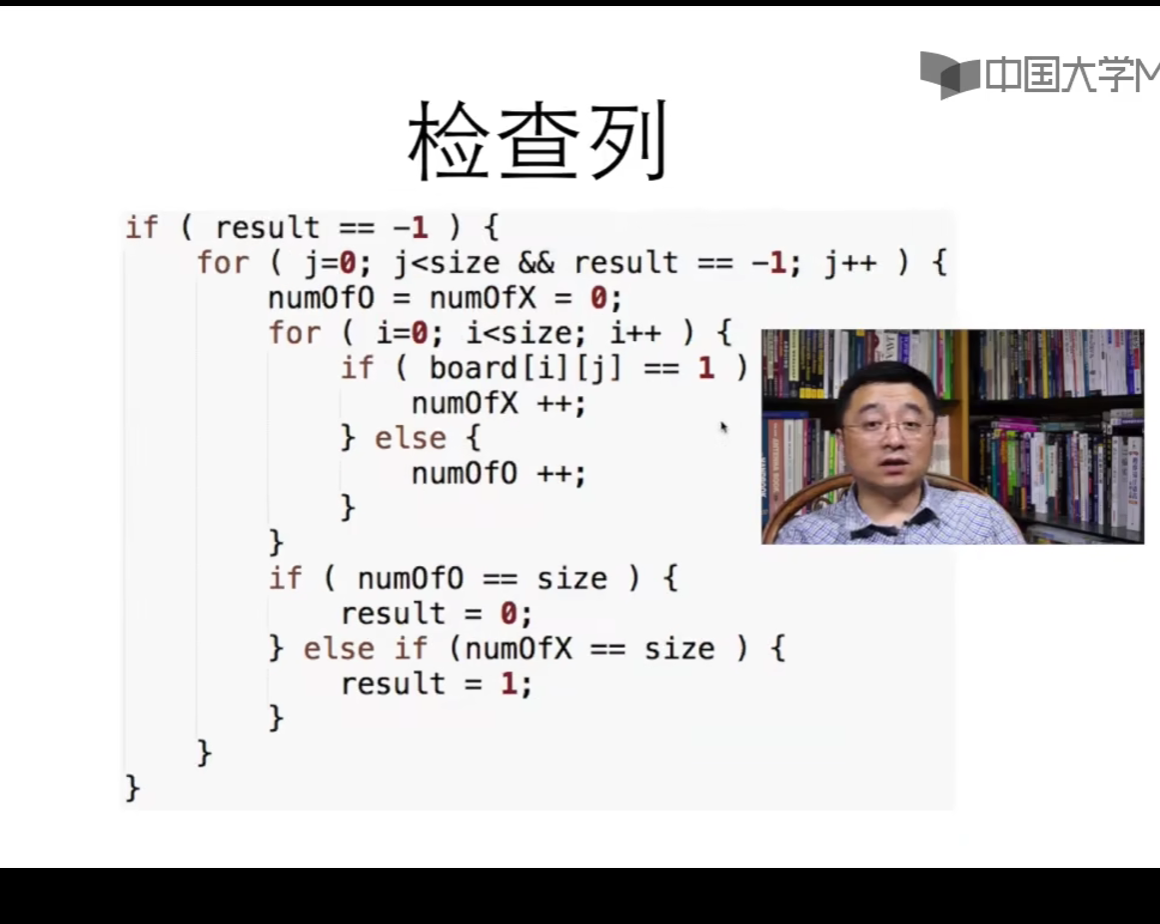 中国大学M
检查列
if ( result == -1 ) {
    for ( j=0; j<size && result == -1; j++ ) {
        numOfO = numOfX = 0;
        for ( i=0; i<size; i++ ) {
            if ( board[i][j] == 1 )
                numOfX ++;
            } else {
                numOfO ++;
            }
        }
        if ( numOfO == size ) {
            result = 0;
        } else if (numOfX == size ) {
            result = 1;
        }
    }
}